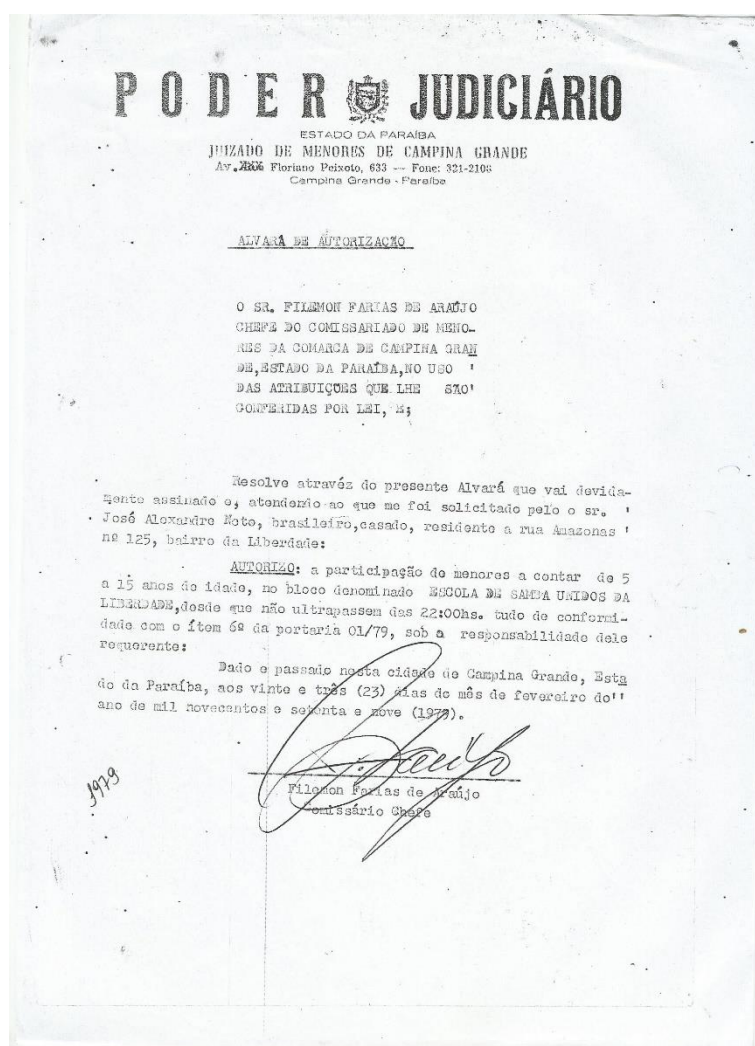 PODER JUDICIÁRIO
ESTADO DA PARAÍBA
JUIZADO DE MENORES DE CAMPINA GRANDE
Av. Floriano Peixoto, 633 — Fone: 321-2108
Campina Grande - Paraíba
ALVARÁ DE AUTORIZAÇÃO
O SR. FILEMON FARIAS DE ARAÚJO
CHEFE DO COMISSARIADO DE MENO-
RES DA COMARCA DE CAMPINA GRAN
DE,ESTADO DA PARAÍBA,NO USO '
DAS ATRIBUIÇÕES QUE LHE SÃO'
CONFERIDAS POR LEI, E;
Resolve atravéz do presente Alvará que vai devida-
mente assinado e, atendendo ao que me foi solicitado pelo o sr. '
José Alexandre Neto, brasileiro,casado, residente a rua Amazonas '
nº 125, bairro da Liberdade:
AUTORIZO: a participação de menores a contar de 5
a 15 anos de idade, no bloco denominado ESCOLA DE SAMBA UNIDOS DA
LIBERDADE,desde que não ultrapassem das 22:00hs. tudo de conformi-
dade com o ítem 6º da portaria 01/79, sob a responsabilidade dele
requerente:
Dado e passado nesta cidade de Campina Grande, Esta
do da Paraíba, aos vinte e três (23) dias do mês de fevereiro do''
ano de mil novecentos e setenta e nove (1979).
F. Araújo
Filemon Farias de Araújo
Comissário Chefe
1979